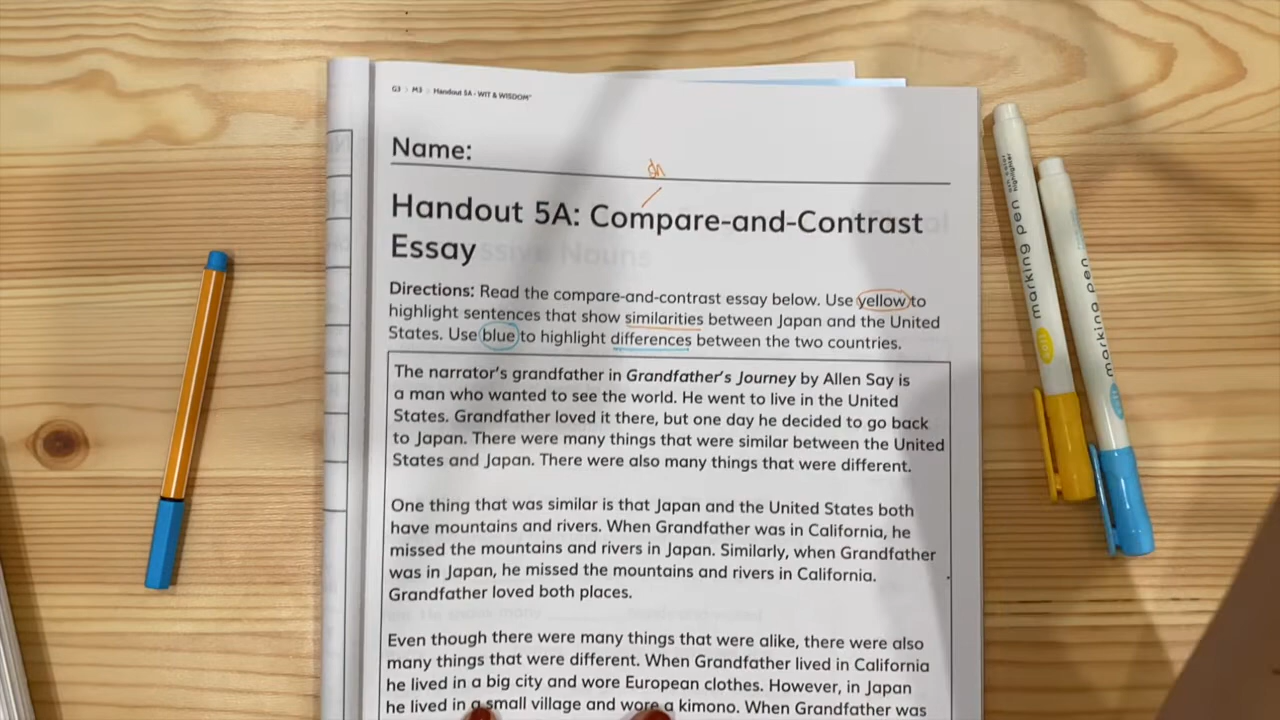 G3 › M3 › Handout 5A • WIT & WISDOM®
Name:
Handout 5A: Compare-and-Contrast
Essay
Directions: Read the compare-and-contrast essay below. Use yellow to
highlight sentences that show similarities between Japan and the United
States. Use blue to highlight differences between the two countries.
The narrator's grandfather in Grandfather's Journey by Allen Say is
a man who wanted to see the world. He went to live in the United
States. Grandfather loved it there, but one day he decided to go back
to Japan. There were many things that were similar between the United
States and Japan. There were also many things that were different.
One thing that was similar is that Japan and the United States both
have mountains and rivers. When Grandfather was in California, he
missed the mountains and rivers in Japan. Similarly, when Grandfather
was in Japan, he missed the mountains and rivers in California.
Grandfather loved both places.
Even though there were many things that were alike, there were also
many things that were different. When Grandfather lived in California
he lived in a big city and wore European clothes. However, in Japan
he lived in a small village and wore a kimono. When Grandfather was
marking pen
highlighter
marking pen